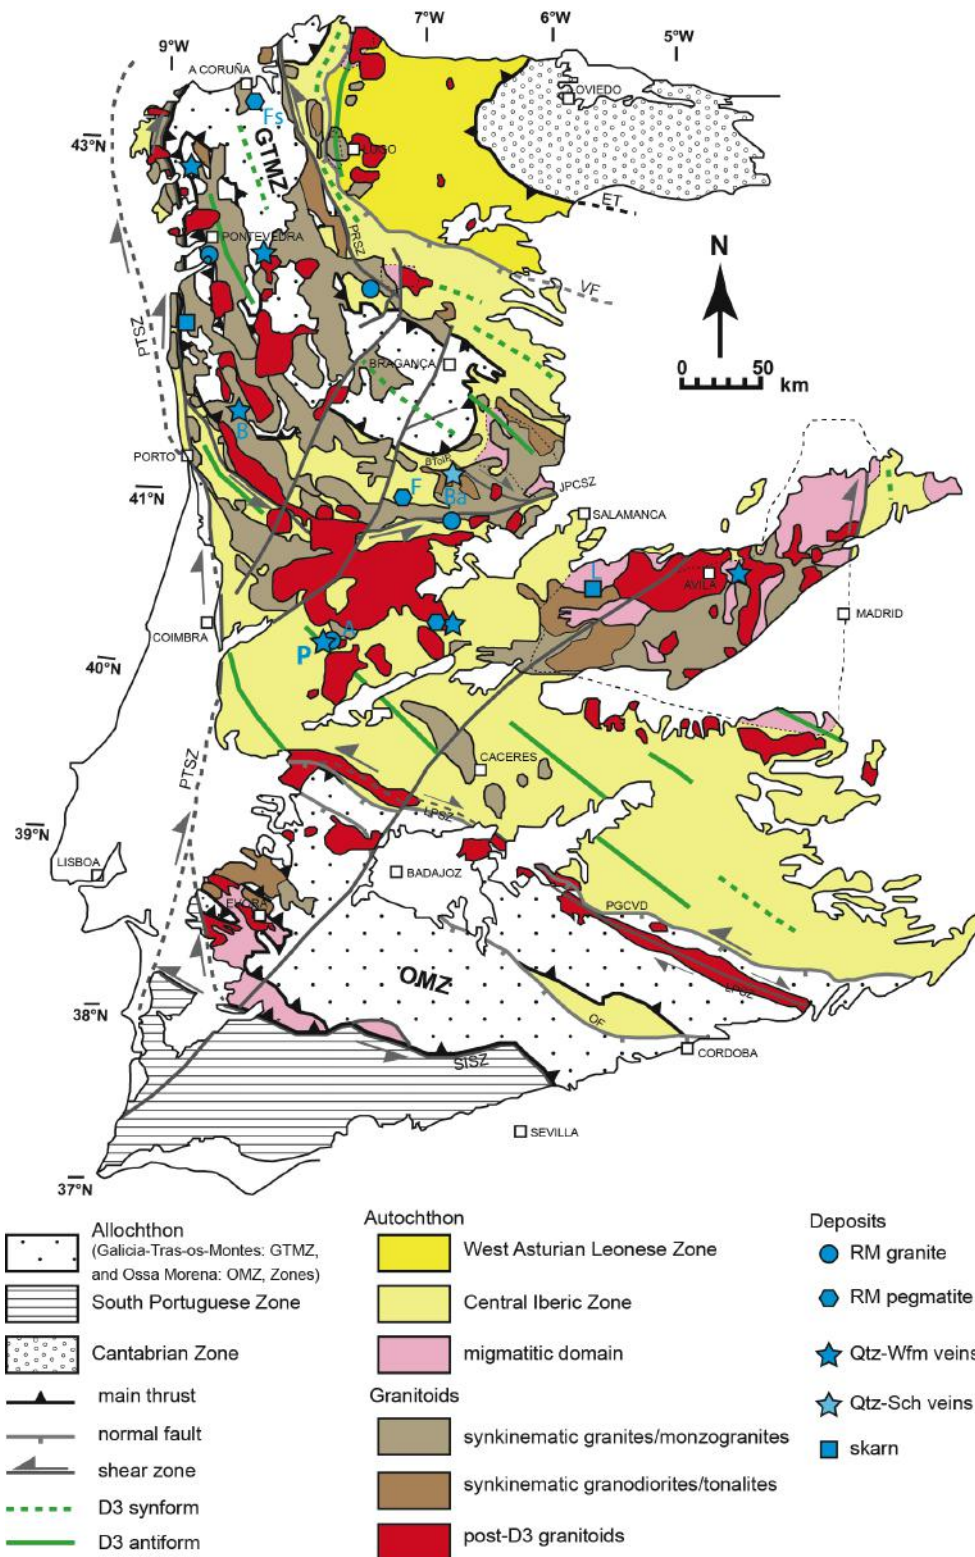 9°W
7°W
6°W
5°W
A CORUÑA
OVIEDO
43°N
Fs
GTMZ
LUGO
ET
PONTEVEDRA
PRSZ
N
VF
PTSZ
0 50
km
BRAGANÇA
B
PORTO
BToIP
41°N
F
Ba
JPCSZ
SALAMANCA
AVILA
MADRID
COIMBRA
A
P
40°N
CACERES
PTSZ
LPSZ
39°N
LISBOA
BADAJOZ
EVORA
PGCVD
OMZ
LPSZ
38°N
OF
CORDOBA
SISZ
SEVILLA
37°N
Allochthon
(Galicia-Tras-os-Montes: GTMZ,
and Ossa Morena: OMZ, Zones)
South Portuguese Zone
Cantabrian Zone
main thrust
normal fault
shear zone
D3 synform
D3 antiform
Autochthon
West Asturian Leonese Zone
Central Iberic Zone
migmatitic domain
Granitoids
synkinematic granites/monzogranites
synkinematic granodiorites/tonalites
post-D3 granitoids
Deposits
RM granite
RM pegmatite
Qtz-Wfm veins
Qtz-Sch veins
skarn